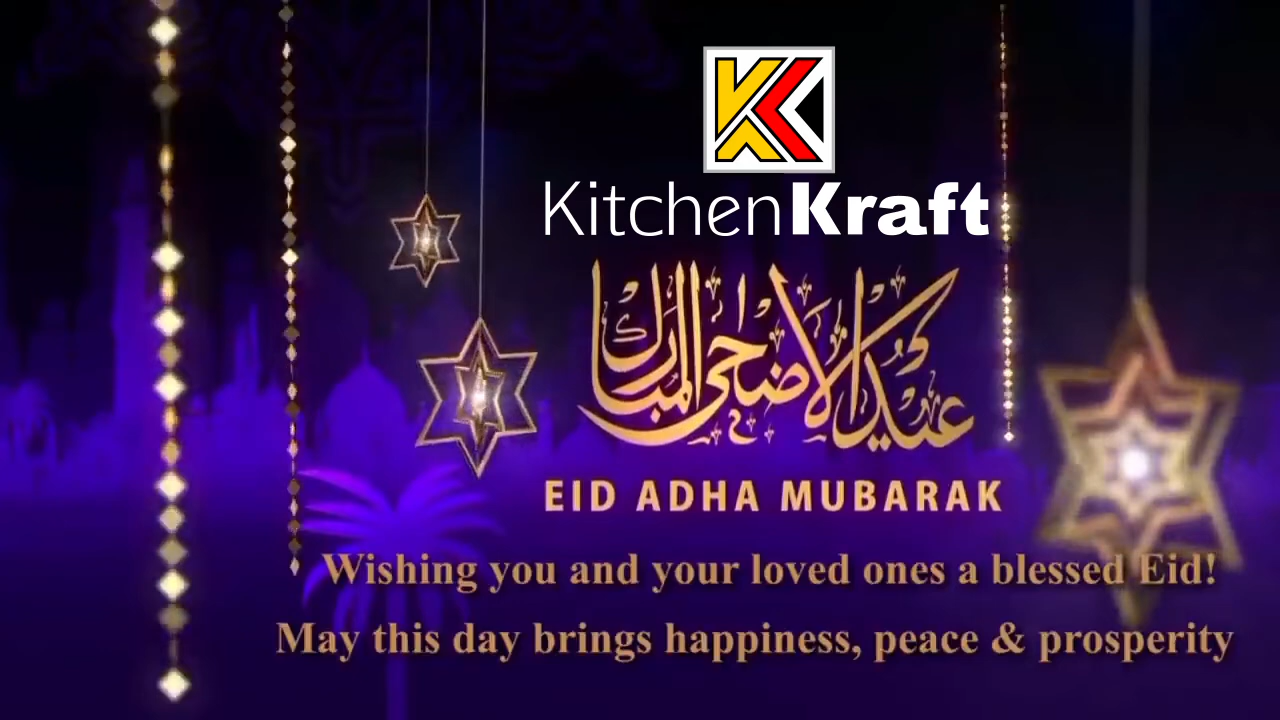 KitchenKraft
عيد الأضحى المبارك
EID ADHA MUBARAK
Wishing you and your loved ones a blessed Eid!
May this day brings happiness, peace & prosperity